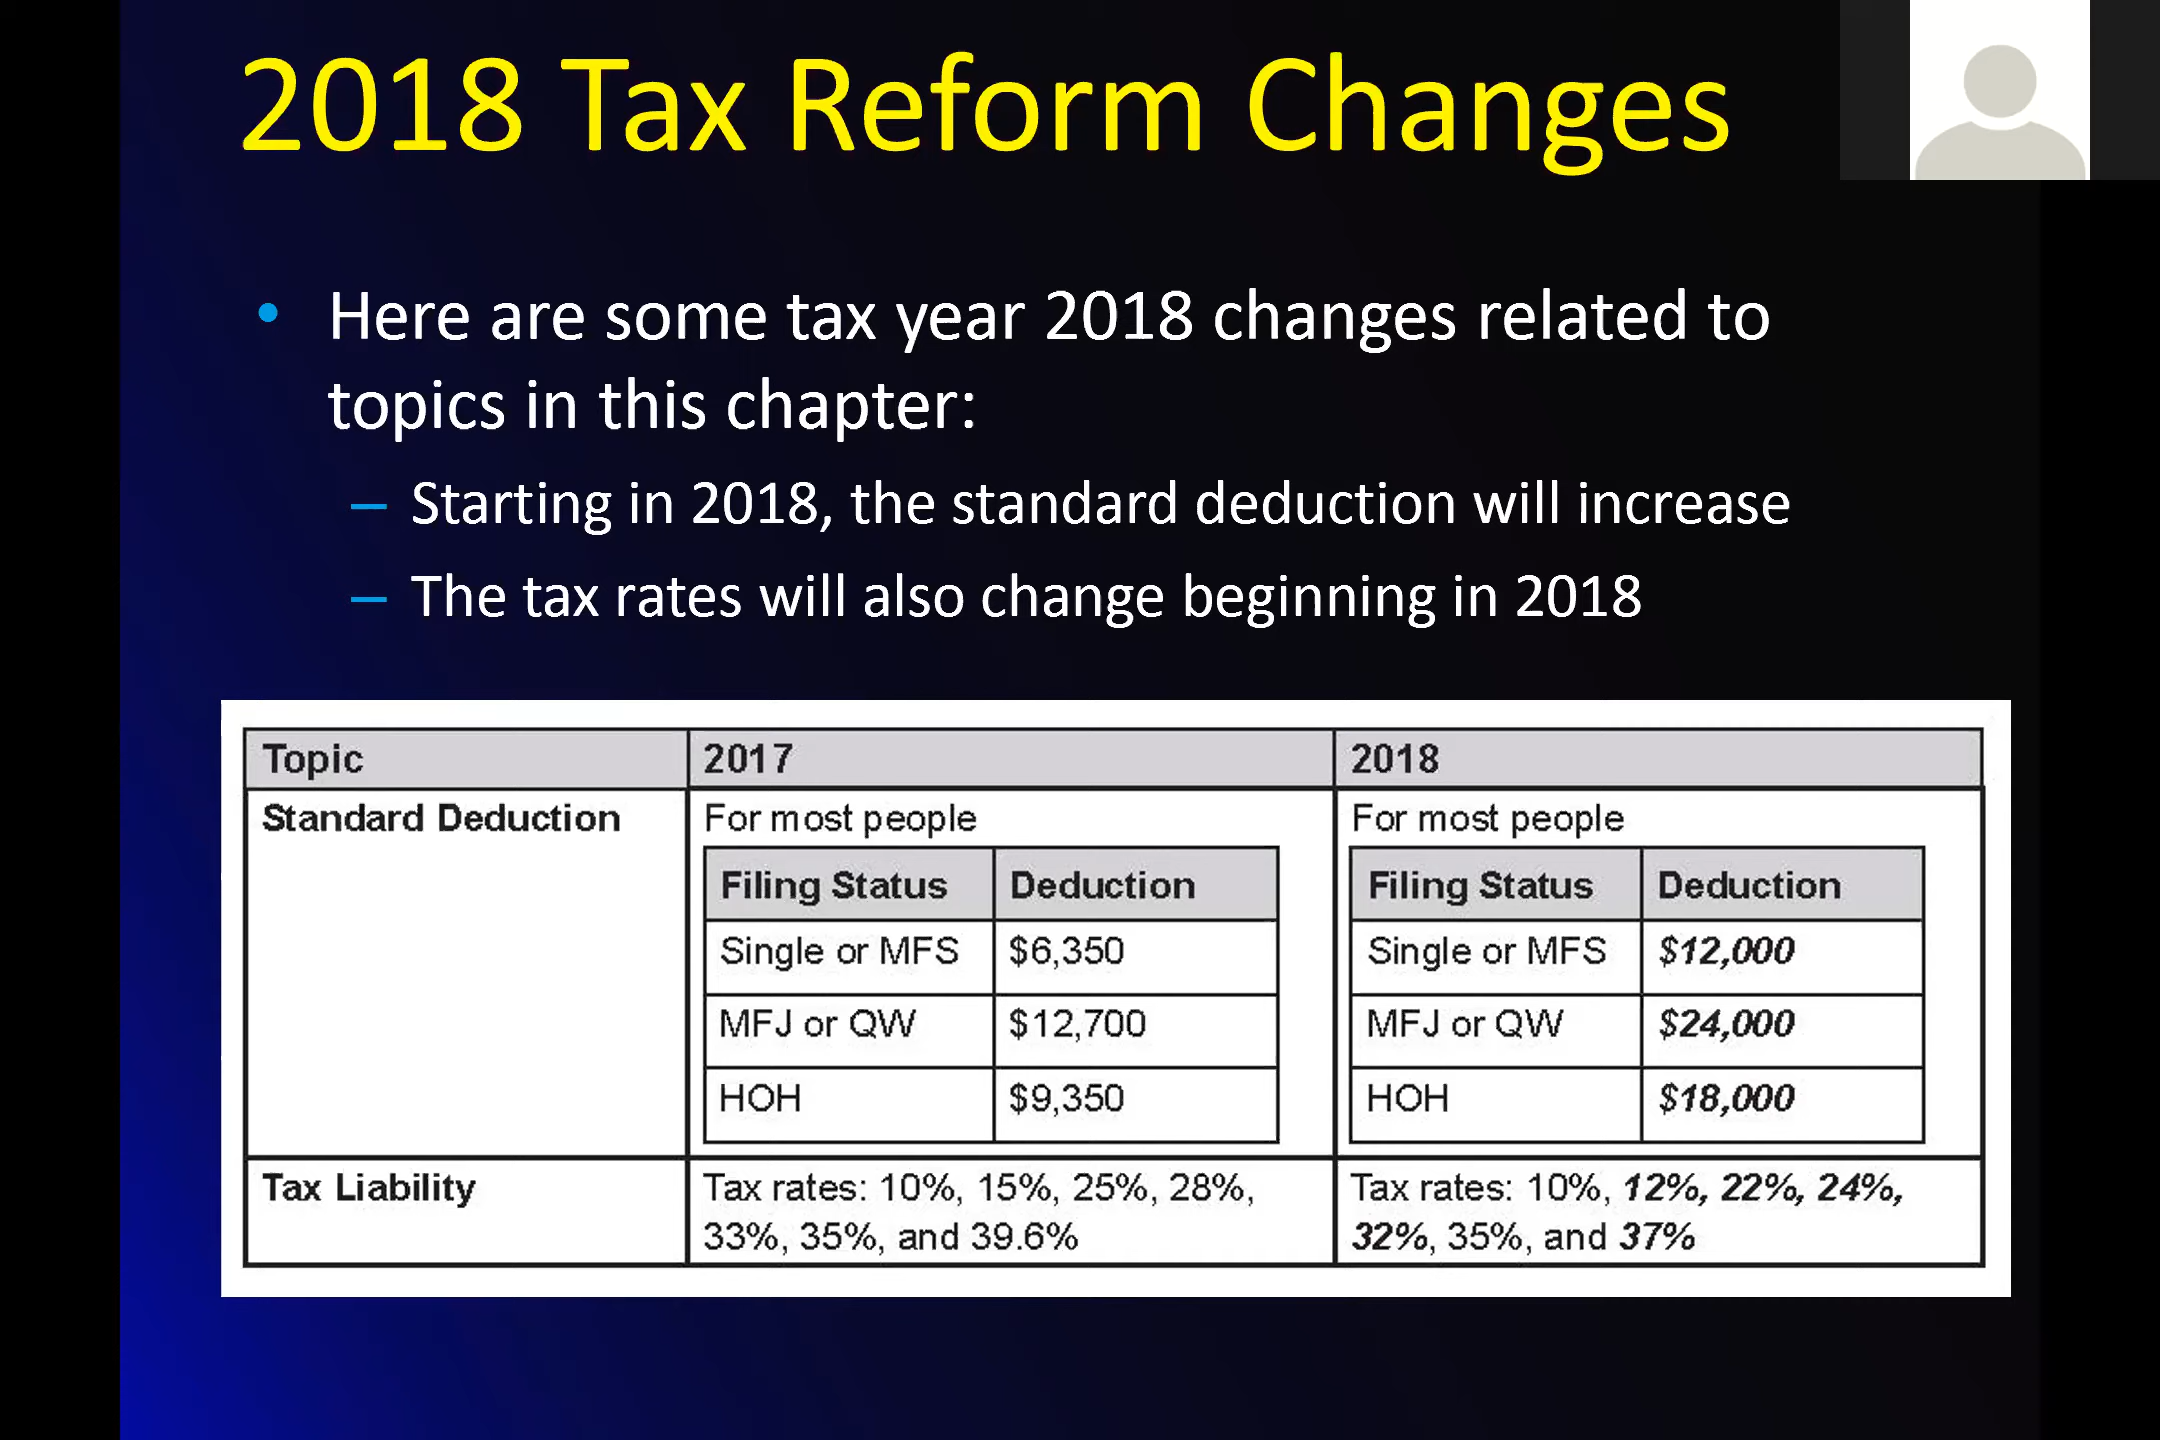 2018 Tax Reform Changes
• Here are some tax year 2018 changes related to
topics in this chapter:
– Starting in 2018, the standard deduction will increase
– The tax rates will also change beginning in 2018
Topic 2017 2018
Standard Deduction For most people For most people
Filing Status Deduction Filing Status Deduction
Single or MFS $6,350 Single or MFS $12,000
MFJ or QW $12,700 MFJ or QW $24,000
HOH $9,350 HOH $18,000
Tax Liability Tax rates: 10%, 15%, 25%, 28%, Tax rates: 10%, 12%, 22%, 24%,
33%, 35%, and 39.6% 32%, 35%, and 37%